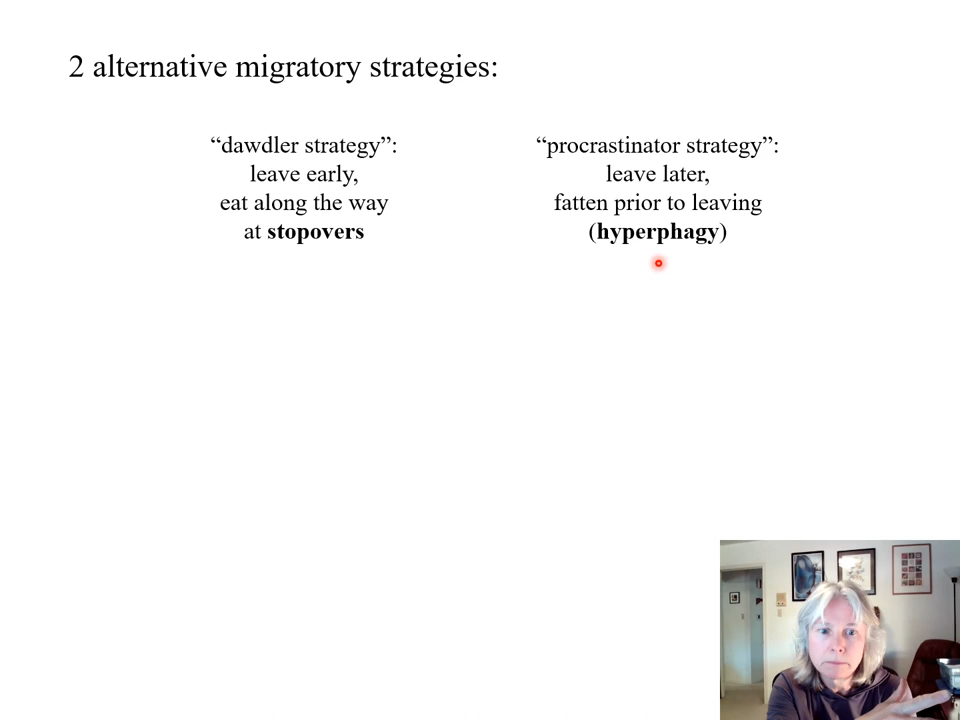 2 alternative migratory strategies:
“dawdler strategy”:
leave early,
eat along the way
at stopovers
“procrastinator strategy”:
leave later,
fatten prior to leaving
(hyperphagy)